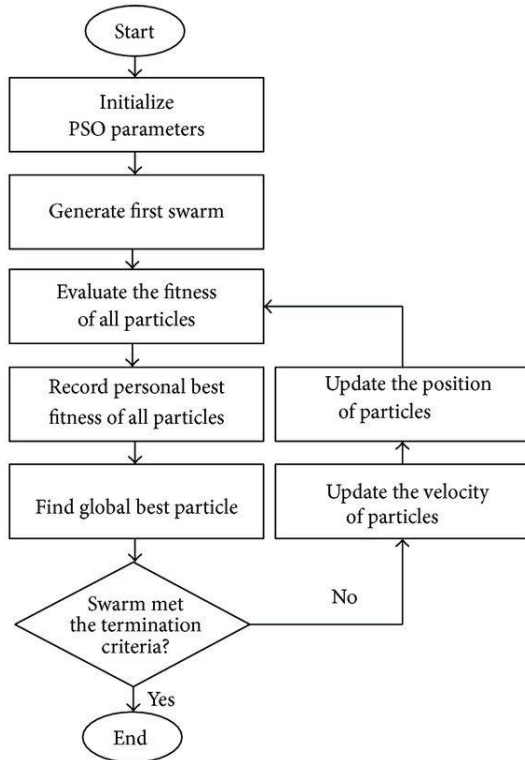 Start
Initialize
PSO parameters
Generate first swarm
Evaluate the fitness
of all particles
Record personal best
fitness of all particles
Find global best particle
Swarm met
the termination
criteria?
Yes
End
No
Update the velocity
of particles
Update the position
of particles